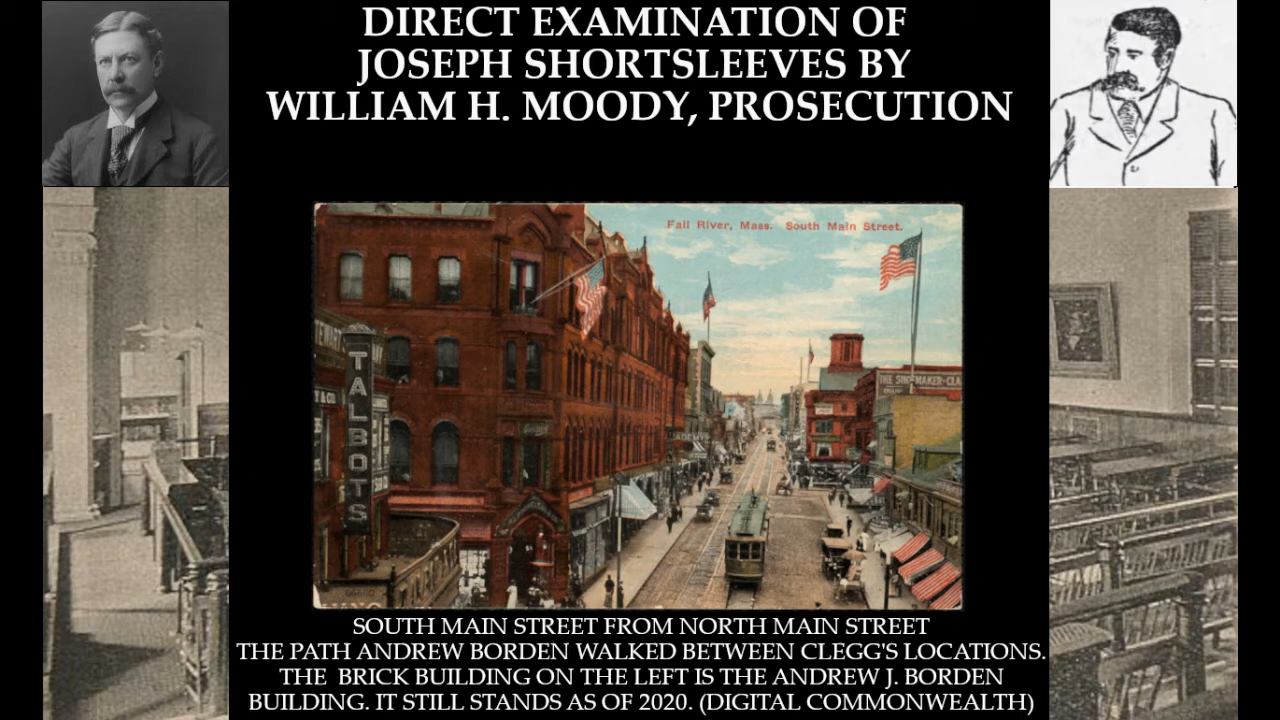 DIRECT EXAMINATION OF
JOSEPH SHORTSLEEVES BY
WILLIAM H. MOODY, PROSECUTION
Fall River, Mass. South Main Street.
TALBOTS
THE SHOEMAKER-CLA
SOUTH MAIN STREET FROM NORTH MAIN STREET
THE PATH ANDREW BORDEN WALKED BETWEEN CLEGG'S LOCATIONS.
THE BRICK BUILDING ON THE LEFT IS THE ANDREW J. BORDEN
BUILDING. IT STILL STANDS AS OF 2020. (DIGITAL COMMONWEALTH)